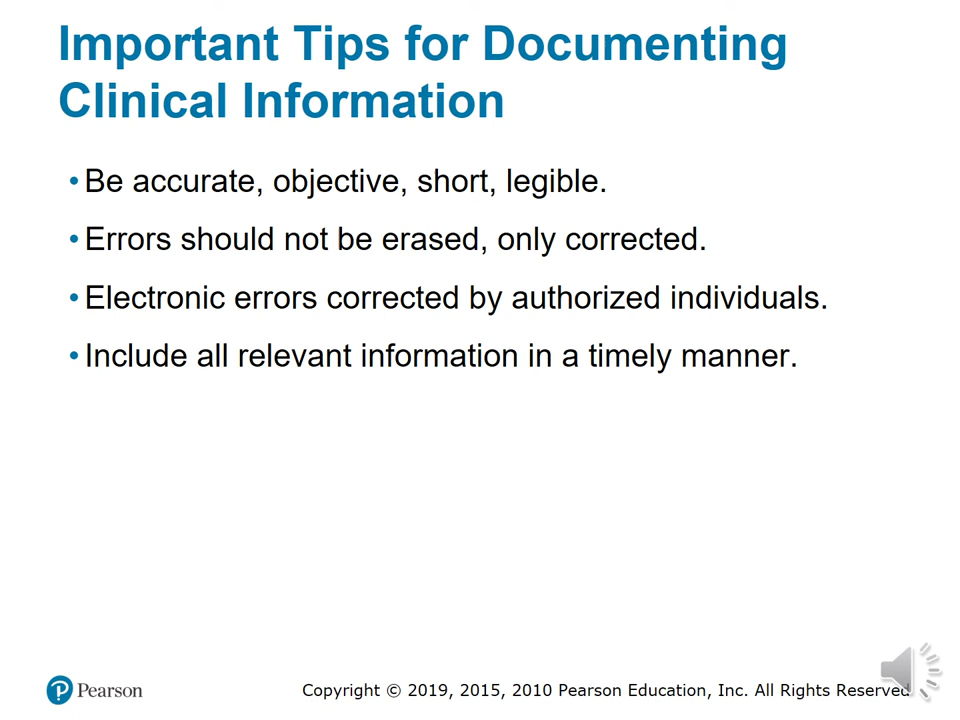 Important Tips for Documenting
Clinical Information
• Be accurate, objective, short, legible.
• Errors should not be erased, only corrected.
• Electronic errors corrected by authorized individuals.
• Include all relevant information in a timely manner.
Pearson
Copyright © 2019, 2015, 2010 Pearson Education, Inc. All Rights Reserved